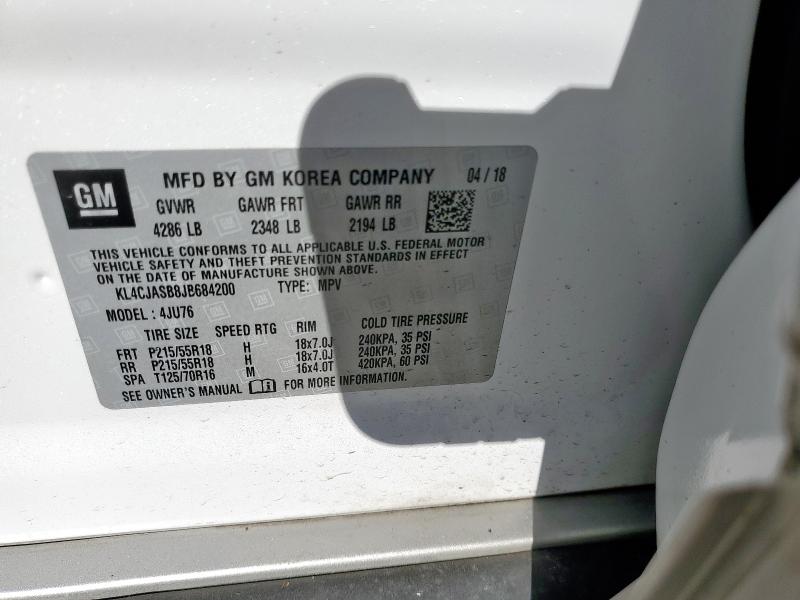 GM MFD BY GM KOREA COMPANY 04 / 18
GVWR GAWR FRT GAWR RR
4286 LB 2348 LB 2194 LB
THIS VEHICLE CONFORMS TO ALL APPLICABLE U.S. FEDERAL MOTOR
VEHICLE SAFETY AND THEFT PREVENTION STANDARDS IN EFFECT
ON THE DATE OF MANUFACTURE SHOWN ABOVE.
KL4CJASB8JB684200 TYPE: MPV
MODEL : 4JU76
TIRE SIZE SPEED RTG RIM COLD TIRE PRESSURE
FRT P215/55R18 H 18x7.0J 240KPA, 35 PSI
RR P215/55R18 H 18x7.0J 240KPA, 35 PSI
SPA T125/70R16 M 16x4.0T 420KPA, 60 PSI
SEE OWNER'S MANUAL FOR MORE INFORMATION.